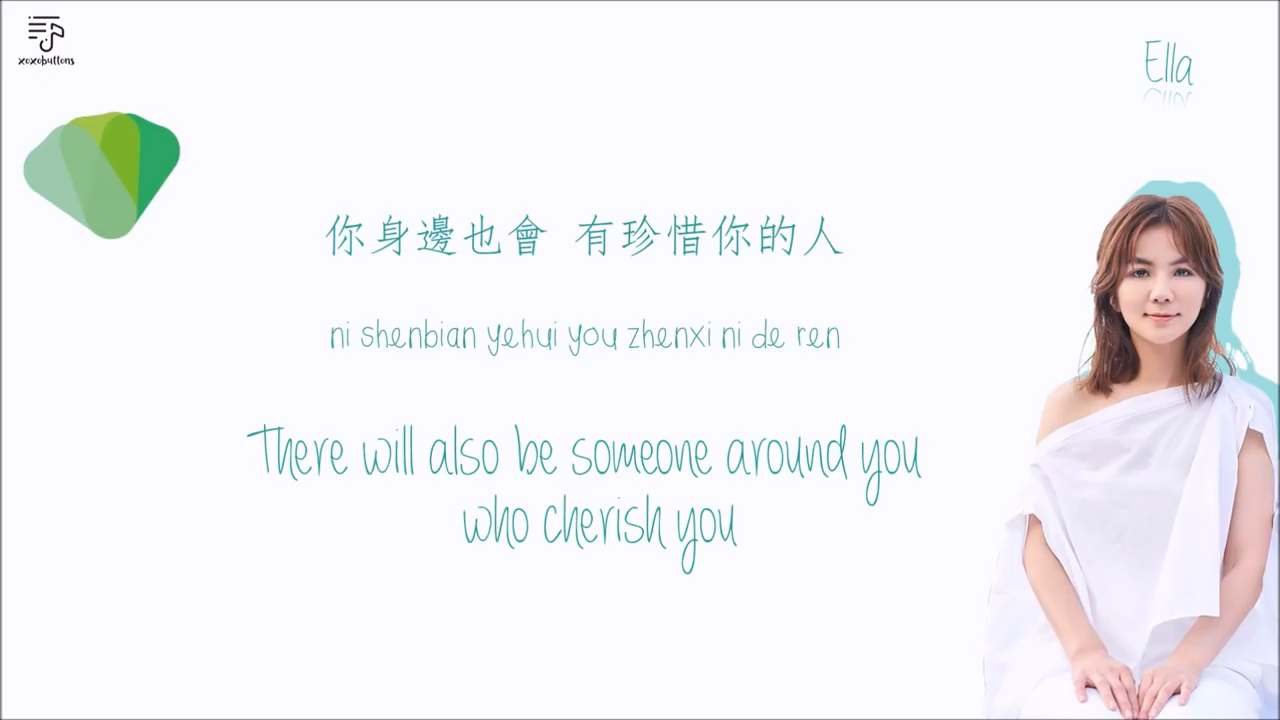 xoxobuttons
Ella
你身邊也會 有珍惜你的人
ni shenbian yehui you zhenxi ni de ren
There will also be someone around you
who cherish you